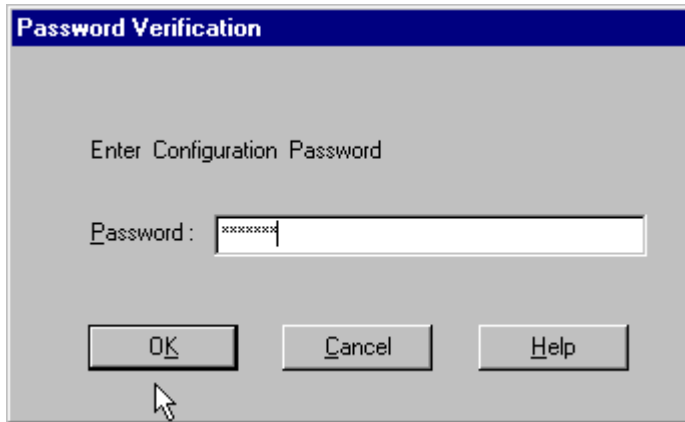 Password Verification
Enter Configuration Password
Password : *******
OK Cancel Help